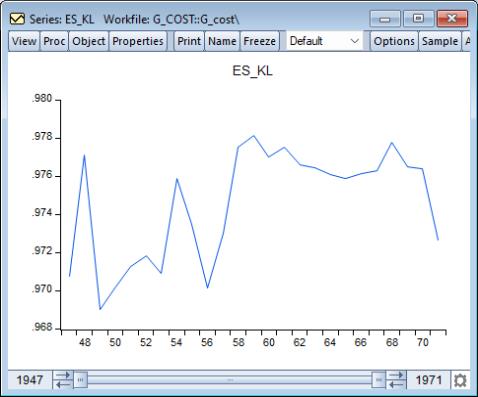 Series: ES_KL Workfile: G_COST::G_cost\
View Proc Object Properties Print Name Freeze Default Options Sample
ES_KL
.980
.978
.976
.974
.972
.970
.968
48 50 52 54 56 58 60 62 64 66 68 70
1947 1971